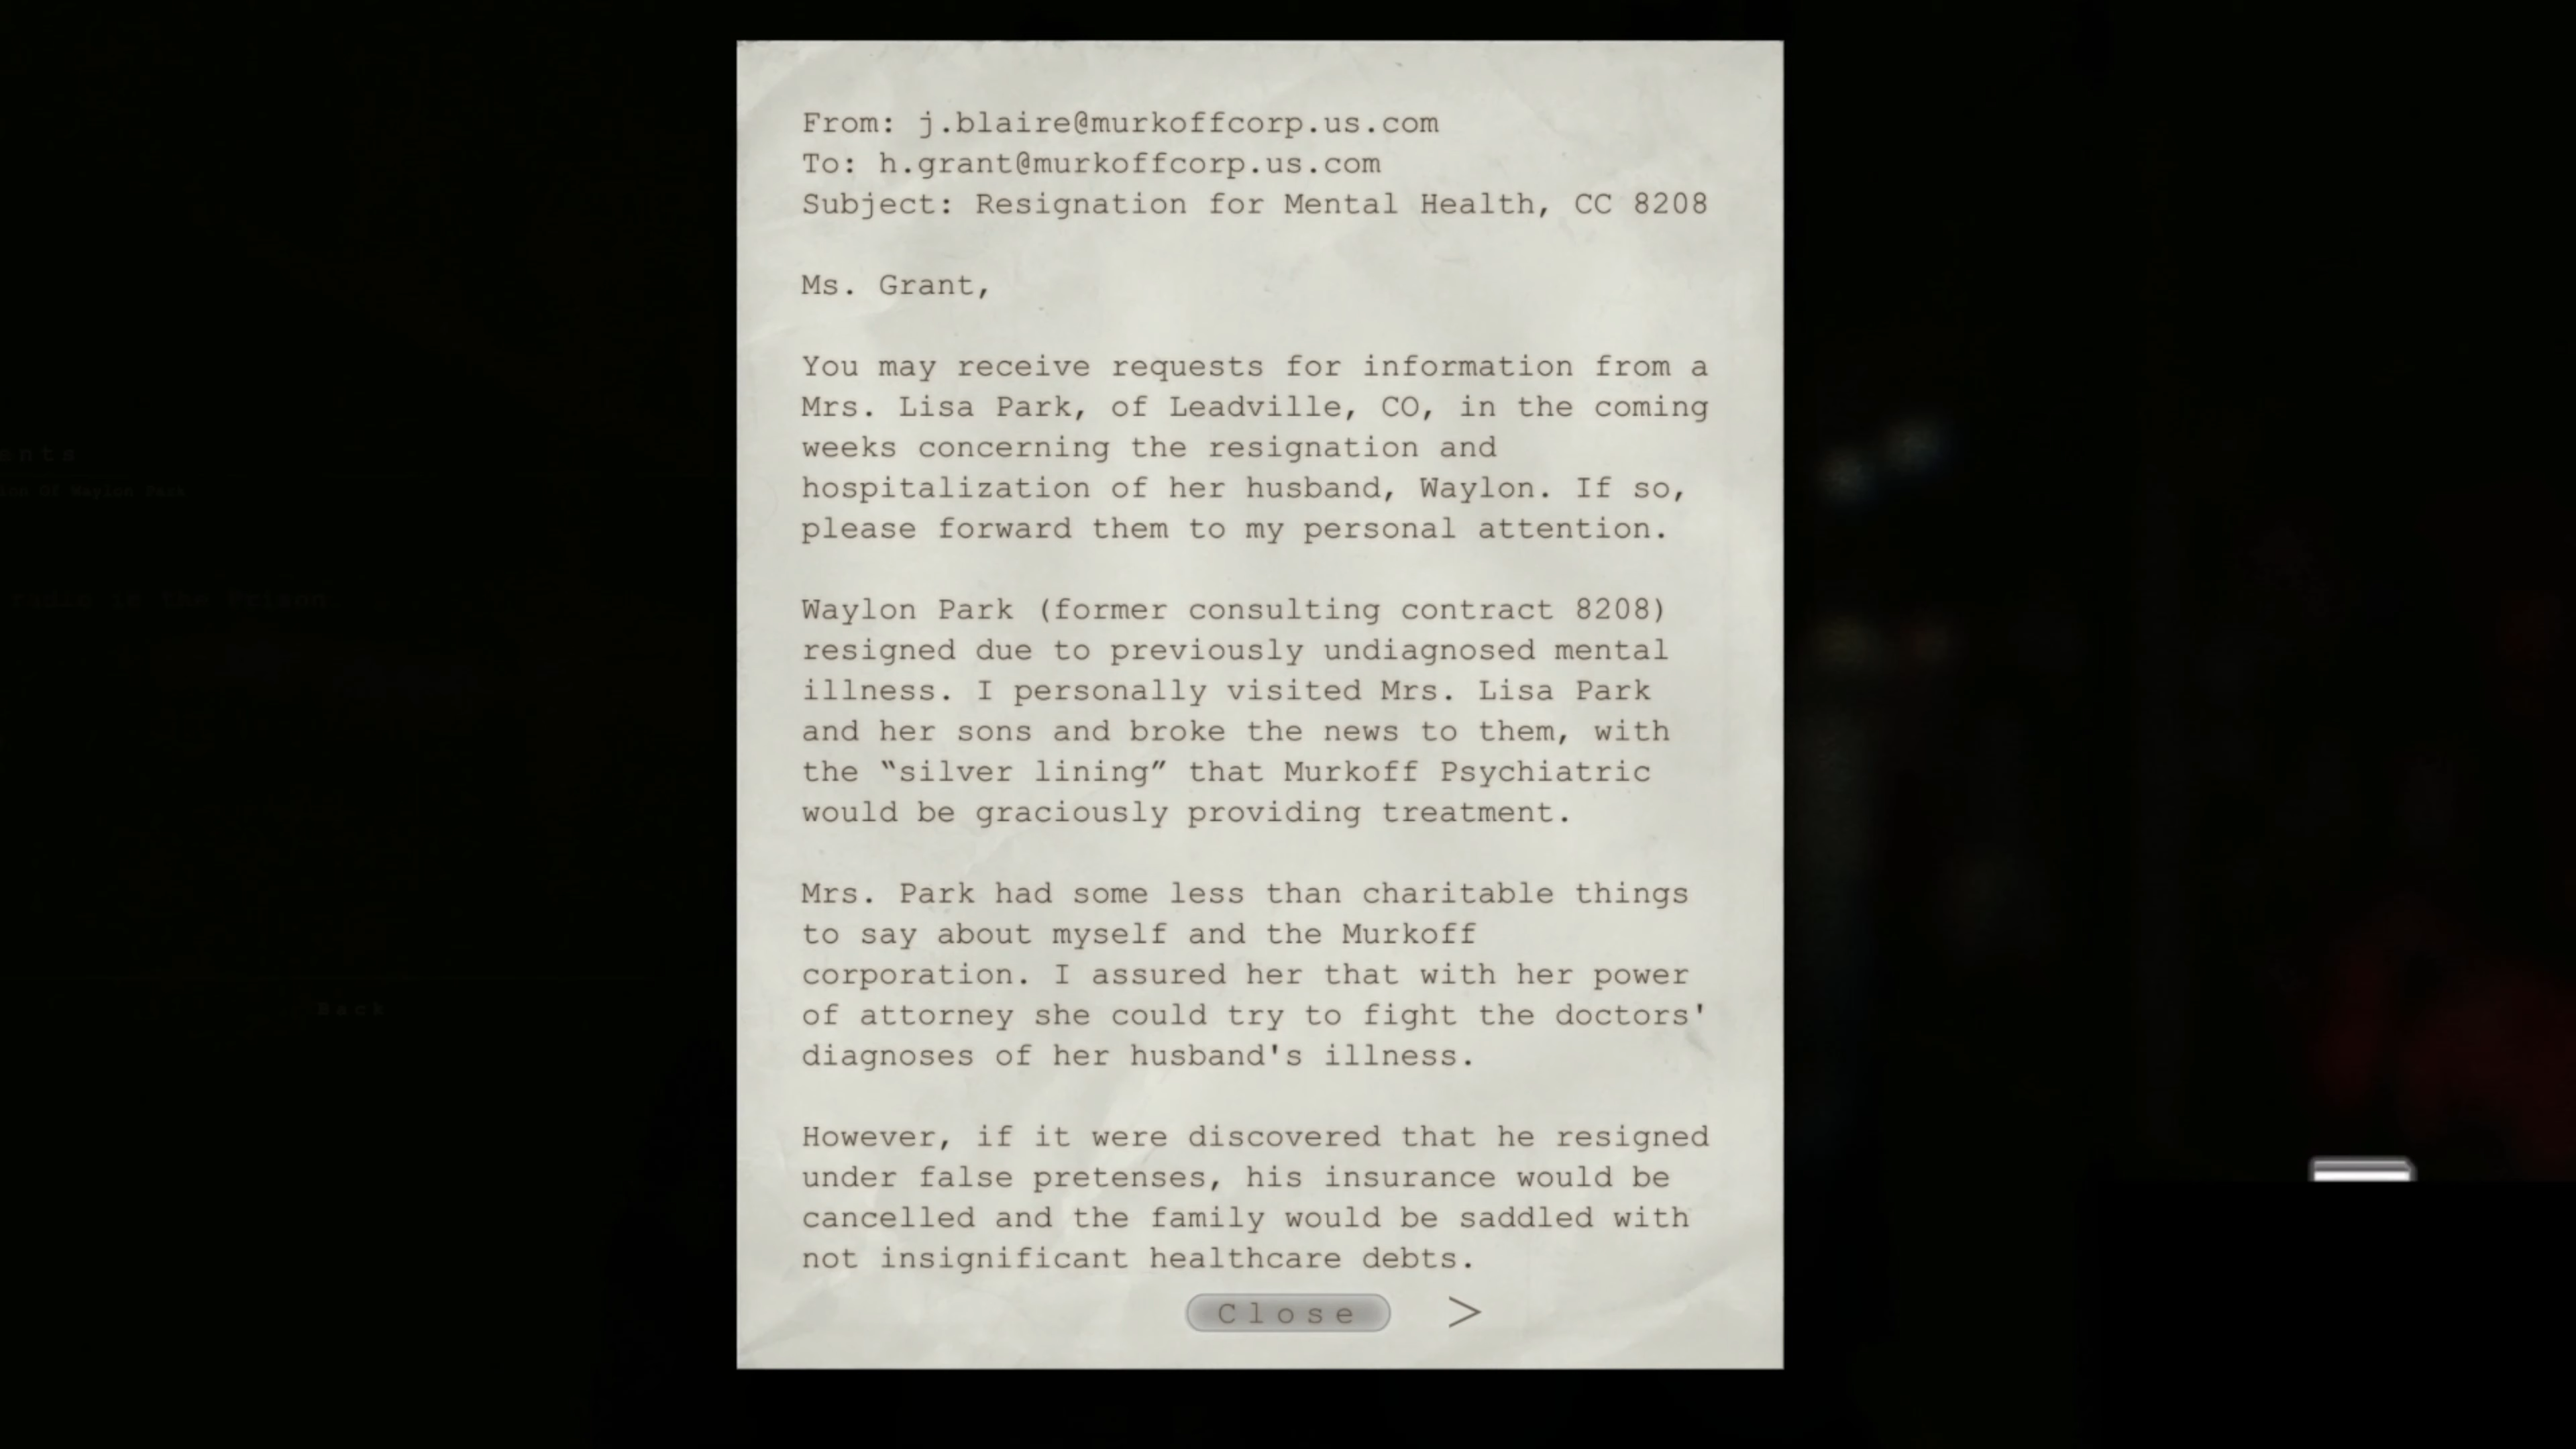 From: j.blaire@murkoffcorp.us.com
To: h.grant@murkoffcorp.us.com
Subject: Resignation for Mental Health, CC 8208
Ms. Grant,
You may receive requests for information from a
Mrs. Lisa Park, of Leadville, CO, in the coming
weeks concerning the resignation and
hospitalization of her husband, Waylon. If so,
please forward them to my personal attention.
Waylon Park (former consulting contract 8208)
resigned due to previously undiagnosed mental
illness. I personally visited Mrs. Lisa Park
and her sons and broke the news to them, with
the “silver lining” that Murkoff Psychiatric
would be graciously providing treatment.
Mrs. Park had some less than charitable things
to say about myself and the Murkoff
corporation. I assured her that with her power
of attorney she could try to fight the doctors'
diagnoses of her husband's illness.
However, if it were discovered that he resigned
under false pretenses, his insurance would be
cancelled and the family would be saddled with
not insignificant healthcare debts.
Close >
Of Waylon Park
radio in the Prison
Back